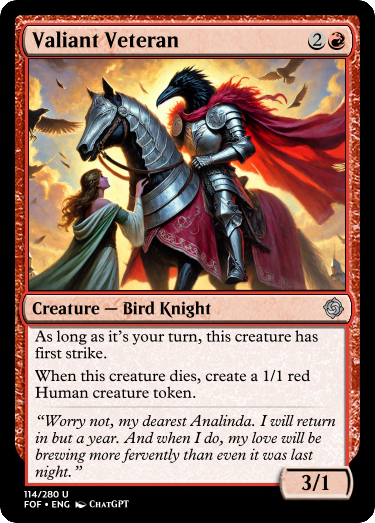 Valiant Veteran 2
Creature — Bird Knight
As long as it's your turn, this creature has
first strike.
When this creature dies, create a 1/1 red
Human creature token.
“Worry not, my dearest Analinda. I will return
in but a year. And when I do, my love will be
brewing more fervently than even it was last
night.”
3/1
114/280 U
FOF • ENG ChatGPT